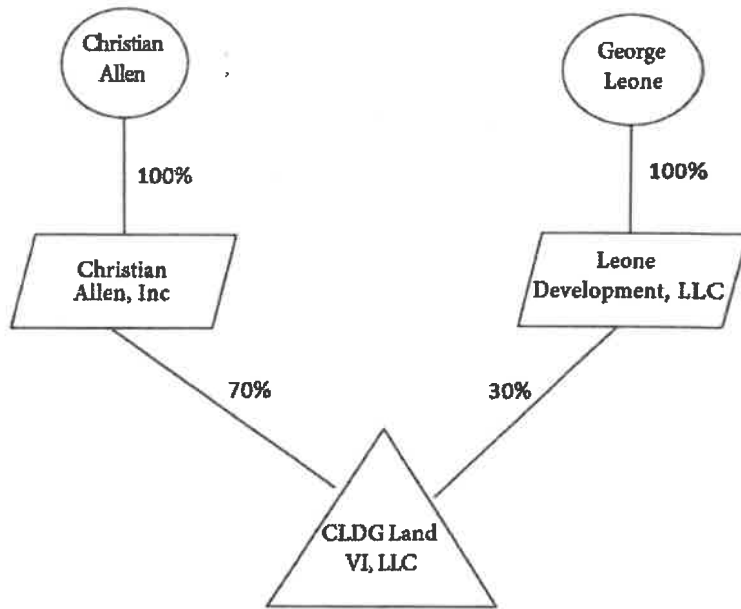 Christian
Allen
George
Leone
100%
100%
Christian
Allen, Inc
Leone
Development, LLC
70%
30%
CLDG Land
VI, LLC